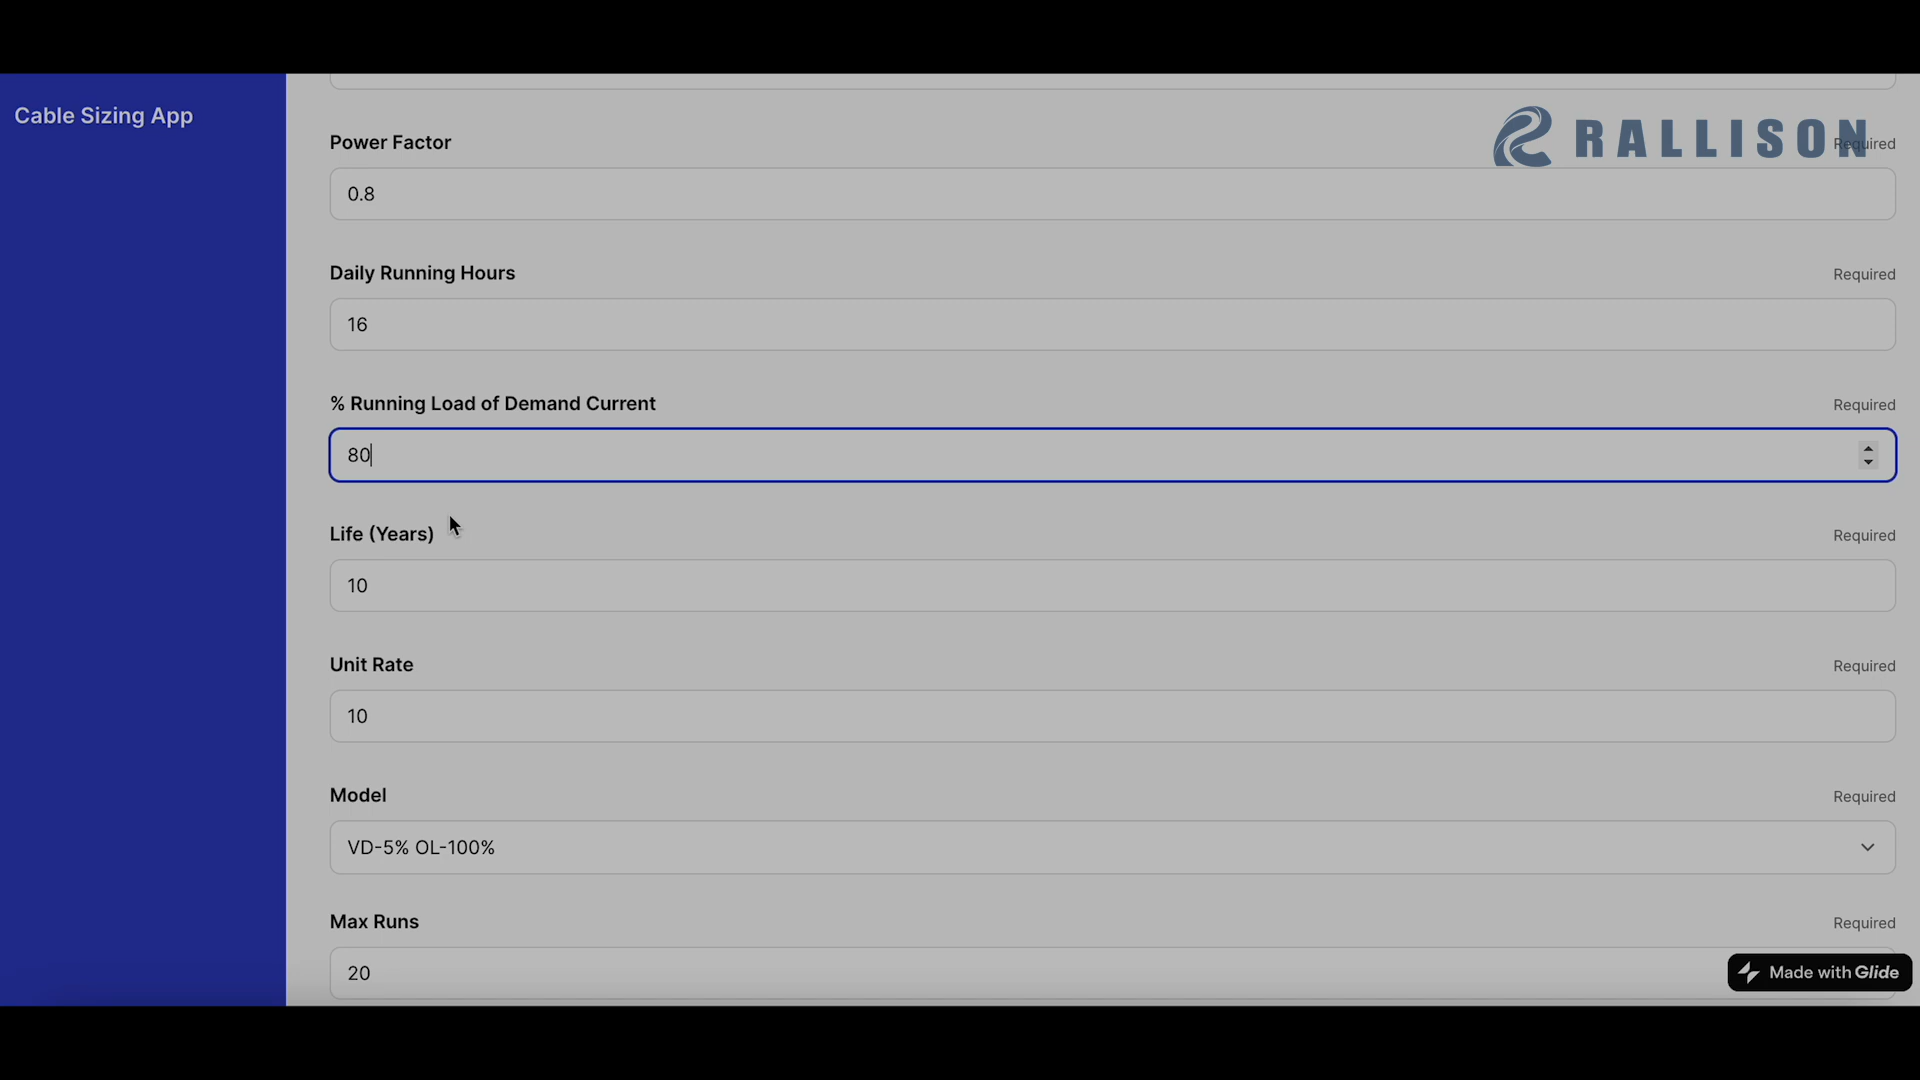 Cable Sizing App
RALLISON
Power Factor
Required
0.8
Daily Running Hours
Required
16
% Running Load of Demand Current
Required
80
Life (Years)
Required
10
Unit Rate
Required
10
Model
Required
VD-5% OL-100%
Max Runs
Required
20
Made with Glide